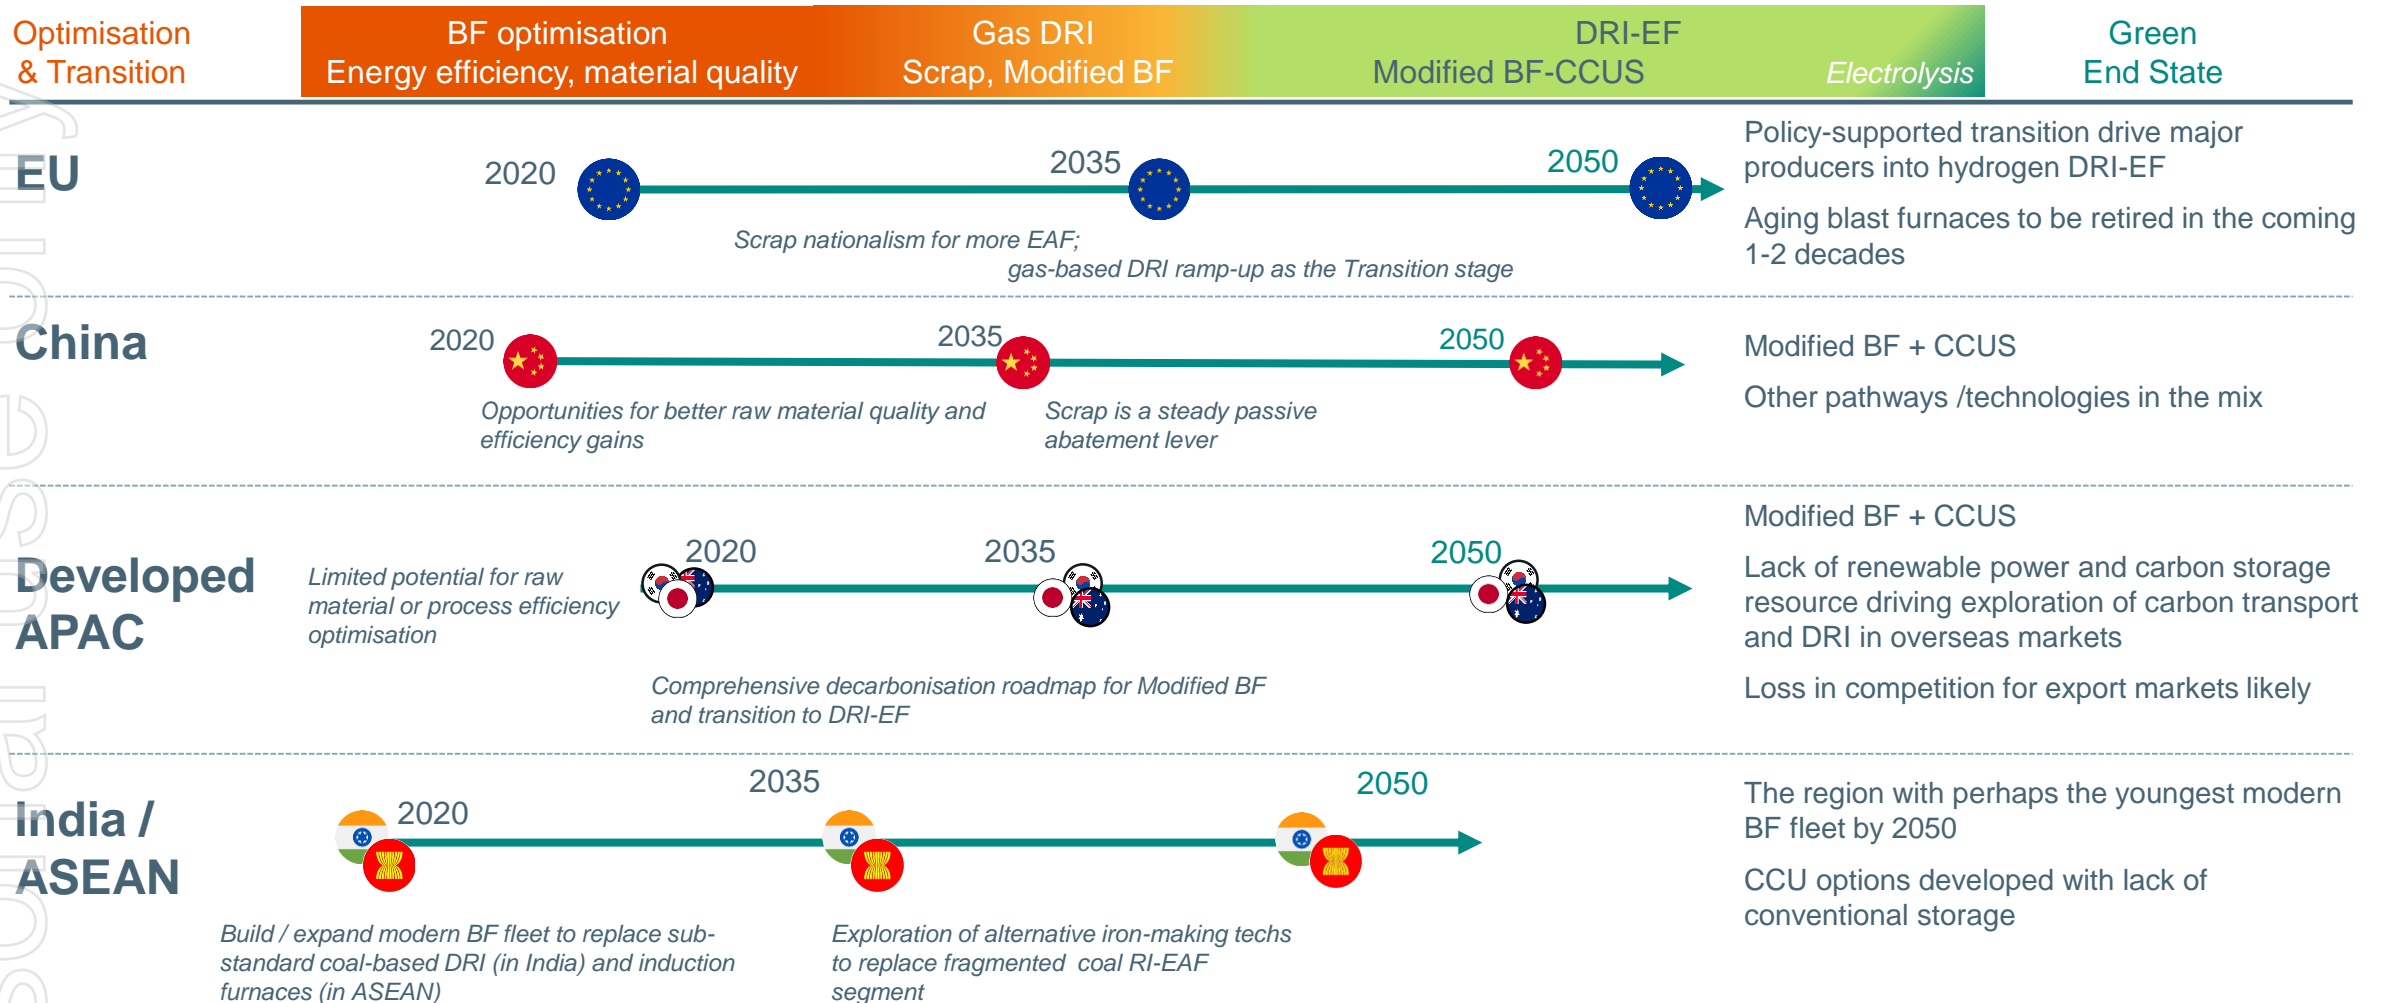 Optimisation
& Transition
BF optimisation
Energy efficiency, material quality
Gas DRI
Scrap, Modified BF
DRI-EF
Modified BF-CCUS
Electrolysis
Green
End State
EU
2020
2035
2050
Scrap nationalism for more EAF;
gas-based DRI ramp-up as the Transition stage
Policy-supported transition drive major
producers into hydrogen DRI-EF
Aging blast furnaces to be retired in the coming
1-2 decades
China
2020
2035
2050
Opportunities for better raw material quality and
efficiency gains
Scrap is a steady passive
abatement lever
Modified BF + CCUS
Other pathways /technologies in the mix
Developed
APAC
Limited potential for raw
material or process efficiency
optimisation
2020
2035
2050
Comprehensive decarbonisation roadmap for Modified BF
and transition to DRI-EF
Modified BF + CCUS
Lack of renewable power and carbon storage
resource driving exploration of carbon transport
and DRI in overseas markets
Loss in competition for export markets likely
India /
ASEAN
2020
2035
2050
Build / expand modern BF fleet to replace sub-
standard coal-based DRI (in India) and induction
furnaces (in ASEAN)
Exploration of alternative iron-making techs
to replace fragmented coal RI-EAF
segment
The region with perhaps the youngest modern
BF fleet by 2050
CCU options developed with lack of
conventional storage